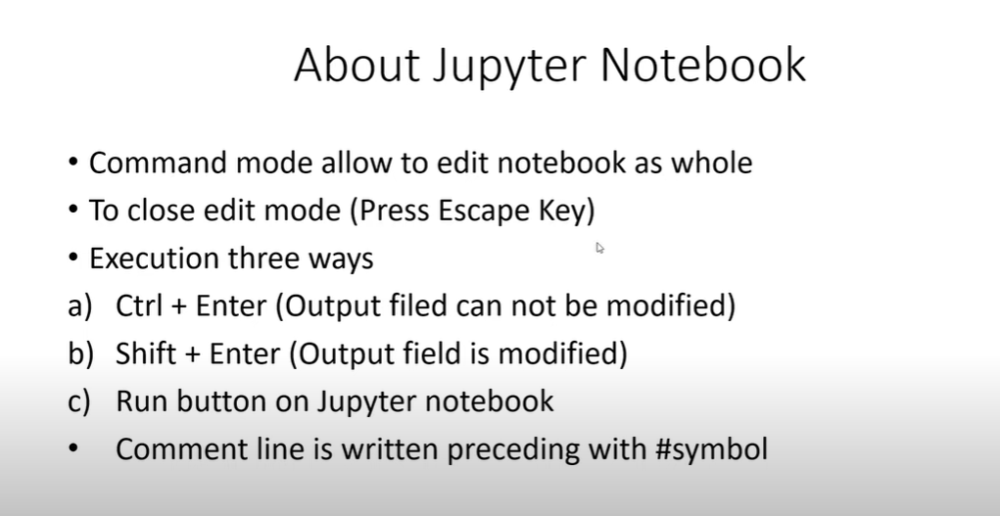 About Jupyter Notebook
• Command mode allow to edit notebook as whole
• To close edit mode (Press Escape Key)
• Execution three ways
a) Ctrl + Enter (Output filed can not be modified)
b) Shift + Enter (Output field is modified)
c) Run button on Jupyter notebook
• Comment line is written preceding with #symbol